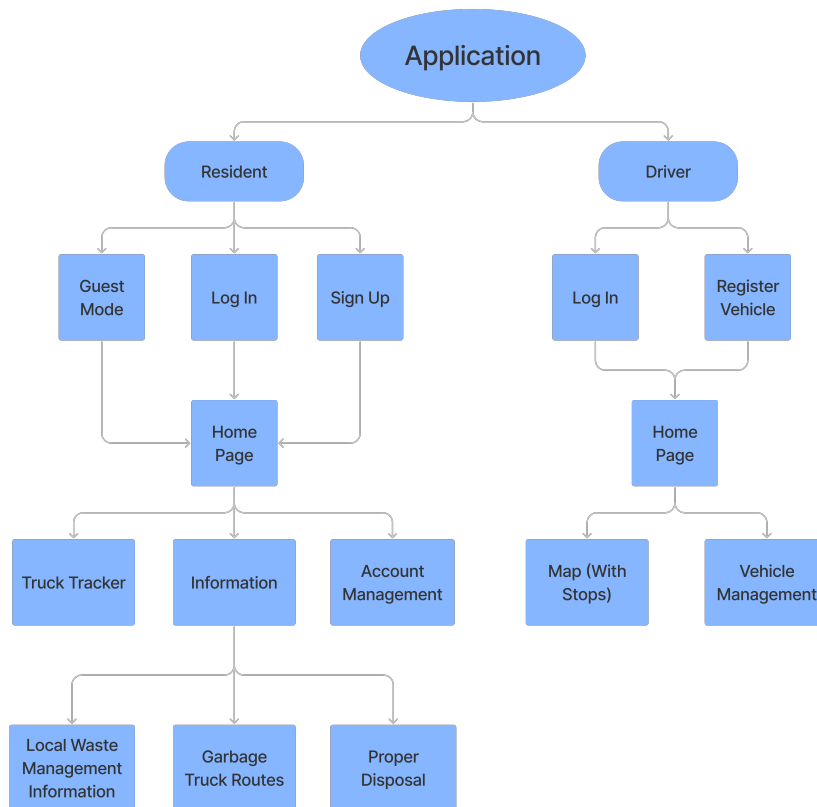 Application
Resident
Driver
Guest
Mode
Log In
Sign Up
Log In
Register
Vehicle
Home
Page
Home
Page
Truck Tracker
Information
Account
Management
Map (With
Stops)
Vehicle
Management
Local Waste
Management
Information
Garbage
Truck Routes
Proper
Disposal